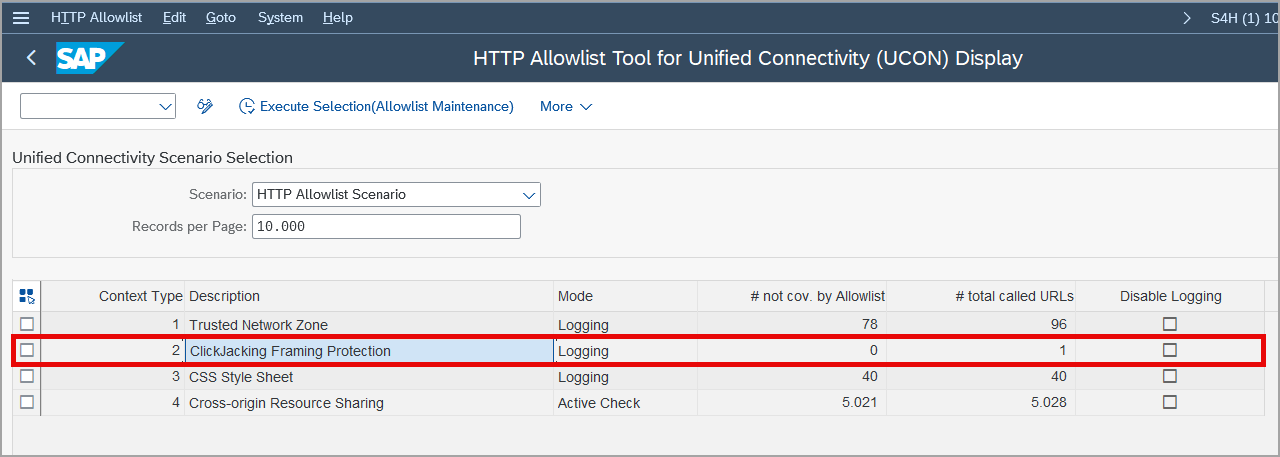 HTTP Allowlist Edit Goto System Help S4H (1) 10
SAP HTTP Allowlist Tool for Unified Connectivity (UCON) Display
Execute Selection(Allowlist Maintenance) More
Unified Connectivity Scenario Selection
Scenario: HTTP Allowlist Scenario
Records per Page: 10.000
Context Type Description Mode # not cov. by Allowlist # total called URLs Disable Logging
1 Trusted Network Zone Logging 78 96
2 ClickJacking Framing Protection Logging 0 1
3 CSS Style Sheet Logging 40 40
4 Cross-origin Resource Sharing Active Check 5.021 5.028